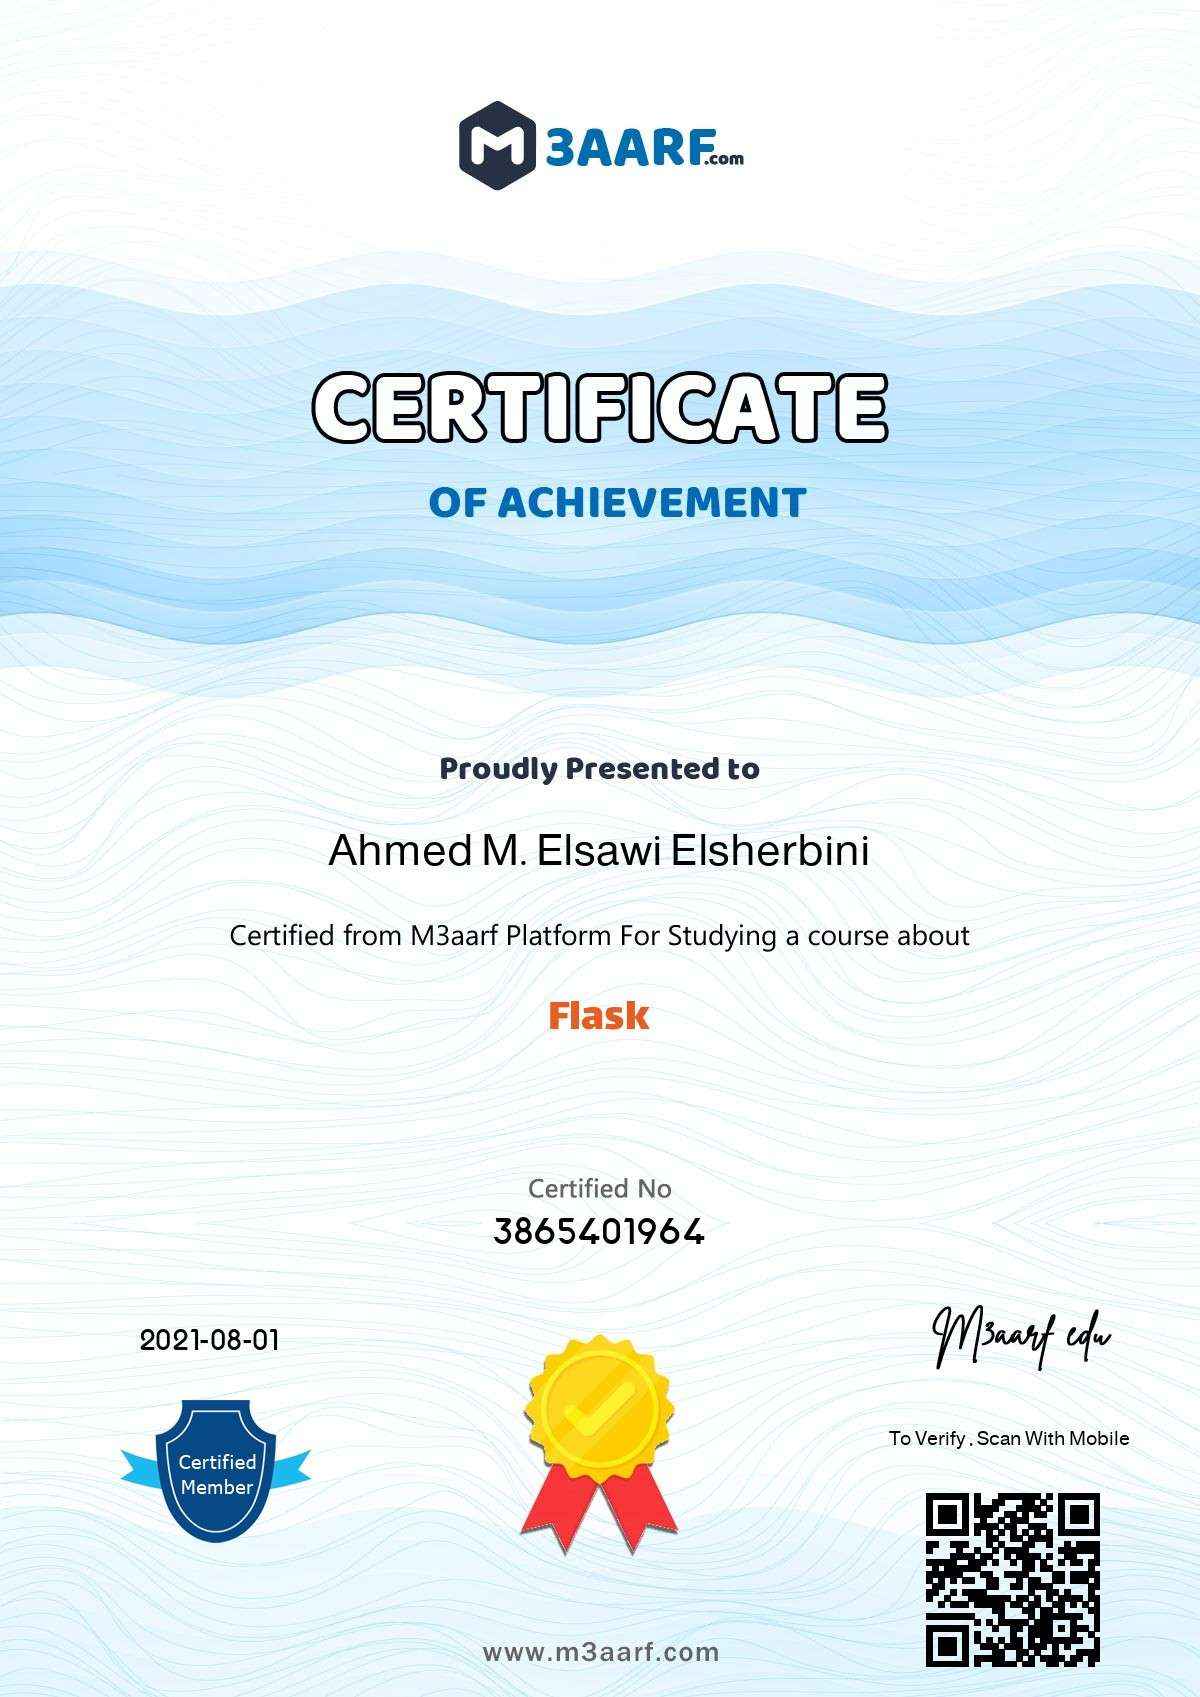 M 3AARF.com
CERTIFICATE
OF ACHIEVEMENT
Proudly Presented to
Ahmed M. Elsawi Elsherbini
Certified from M3aarf Platform For Studying a course about
Flask
Certified No
3865401964
2021-08-01
M3aarf edu
Certified
Member
To Verify , Scan With Mobile
www.m3aarf.com